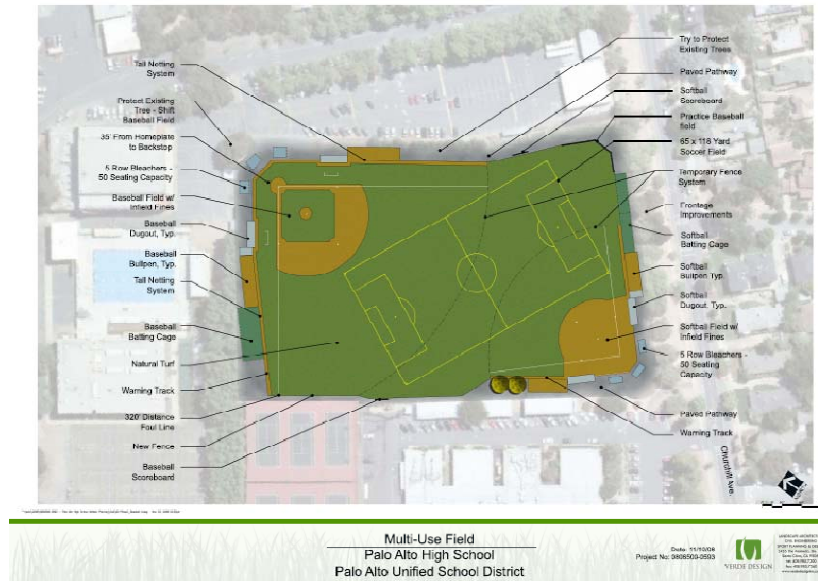 Tall Netting
System
Protect Existing
Tree - Shift
Baseball Field
35' From Homeplate
to Backstop
5 Row Bleachers -
50 Seating Capacity
Baseball Field w/
Infield Fines
Baseball
Dugout, Typ.
Baseball
Bullpen, Typ.
Tall Netting
System
Baseball
Batting Cage
Natural Turf
Warning Track
320' Distance
Foul Line
New Fence
Baseball
Scoreboard
Try to Protect
Existing Trees
Paved Pathway
Softball
Scoreboard
Practice Baseball
field
65 x 118 Yard
Soccer Field
Temporary Fence
System
Frontage
Improvements
Softball
Batting Cage
Softball
Bullpen Typ.
Softball
Dugout, Typ.
Softball Field w/
Infield Fines
5 Row Bleachers -
50 Seating
Capacity
Paved Pathway
Warning Track
Churchill Ave.
Multi-Use Field
Palo Alto High School
Palo Alto Unified School District
Date: 11/10/08
Project No: 0808500-0593
VERDE DESIGN